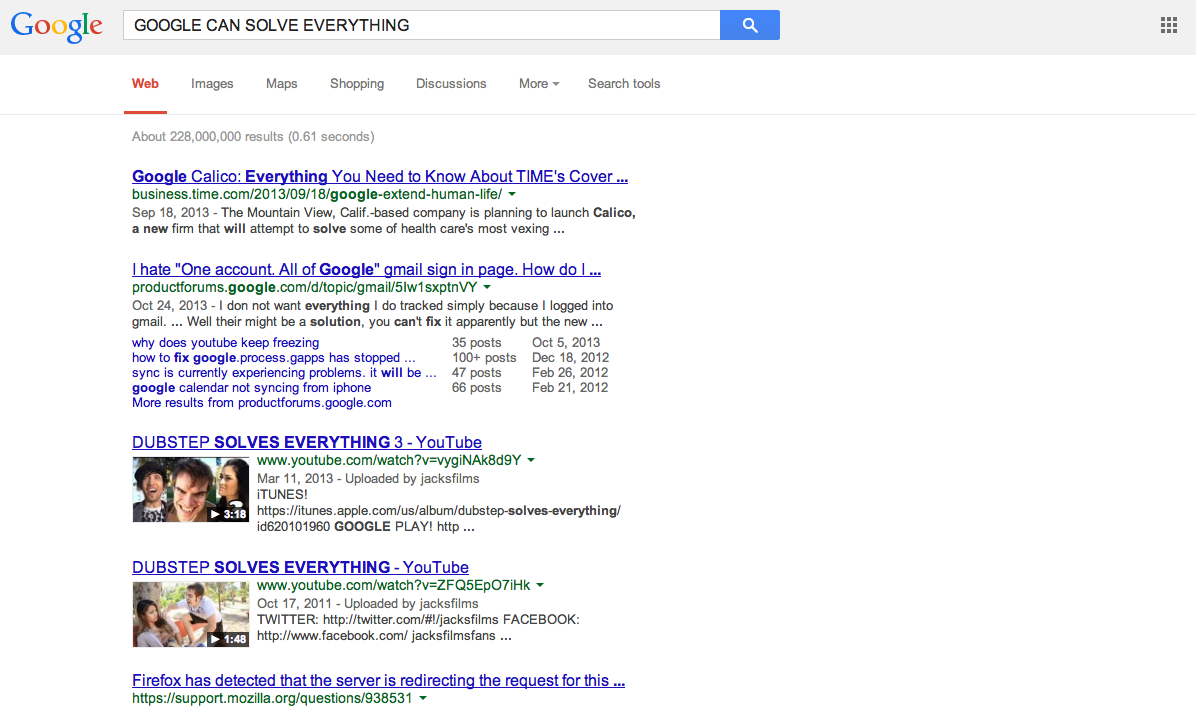 Google
GOOGLE CAN SOLVE EVERYTHING
Web Images Maps Shopping Discussions More Search tools
About 228,000,000 results (0.61 seconds)
Google Calico: Everything You Need to Know About TIME's Cover ...
business.time.com/2013/09/18/google-extend-human-life/
Sep 18, 2013 - The Mountain View, Calif.-based company is planning to launch Calico,
a new firm that will attempt to solve some of health care's most vexing ...
I hate "One account. All of Google" gmail sign in page. How do I ...
productforums.google.com/d/topic/gmail/5Iw1sxptnVY
Oct 24, 2013 - I don not want everything I do tracked simply because I logged into
gmail. ... Well their might be a solution, you can't fix it apparently but the new ...
why does youtube keep freezing 35 posts Oct 5, 2013
how to fix google.process.gapps has stopped ... 100+ posts Dec 18, 2012
sync is currently experiencing problems. it will be ... 47 posts Feb 26, 2012
google calendar not syncing from iphone 66 posts Feb 21, 2012
More results from productforums.google.com
DUBSTEP SOLVES EVERYTHING 3 - YouTube
www.youtube.com/watch?v=vygiNAk8d9Y
Mar 11, 2013 - Uploaded by jacksfilms
iTUNES!
https://itunes.apple.com/us/album/dubstep-solves-everything/
id620101960 GOOGLE PLAY! http ...
3:18
DUBSTEP SOLVES EVERYTHING - YouTube
www.youtube.com/watch?v=ZFQ5EpO7iHk
Oct 17, 2011 - Uploaded by jacksfilms
TWITTER: http://twitter.com/#!/jacksfilms FACEBOOK:
http://www.facebook.com/ jacksfilmsfans ...
1:48
Firefox has detected that the server is redirecting the request for this ...
https://support.mozilla.org/questions/938531